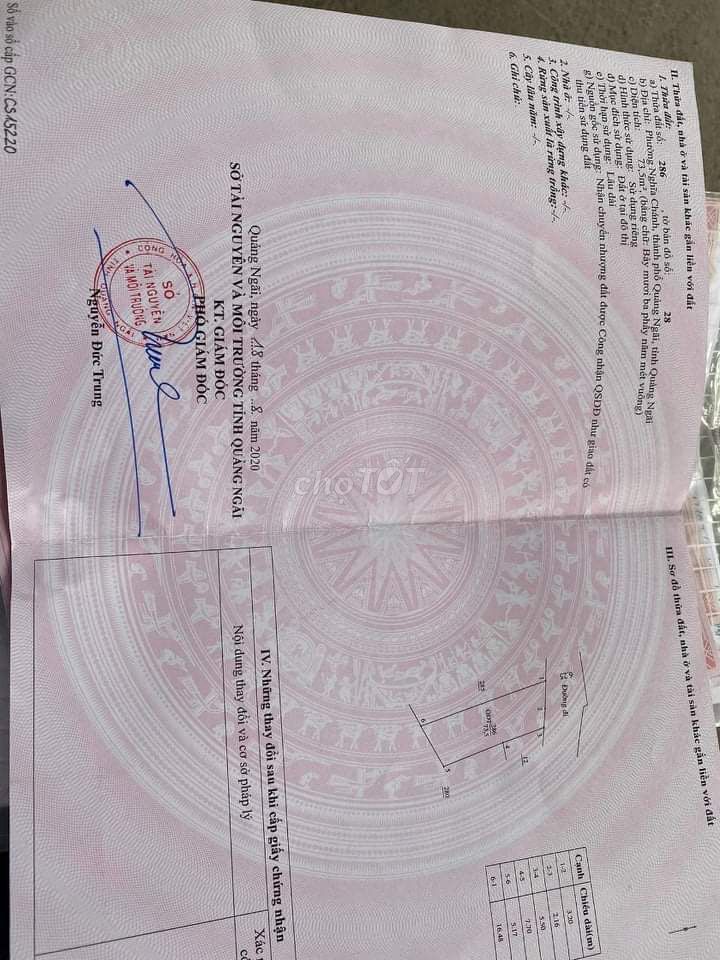 II. Thửa đất, nhà ở và tài sản khác gắn liền với đất
1. Thửa đất:
a) Thửa đất số: 286 , tờ bản đồ số: 28
b) Địa chỉ: Phường Nghĩa Chánh, thành phố Quảng Ngãi, tỉnh Quảng Ngãi
c) Diện tích: 73,5m², (bằng chữ: Bảy mươi ba phẩy năm mét vuông)
d) Hình thức sử dụng: Sử dụng riêng
đ) Mục đích sử dụng: Đất ở tại đô thị
e) Thời hạn sử dụng: Lâu dài
g) Nguồn gốc sử dụng: Nhận chuyển nhượng đất được Công nhận QSDĐ như giao đất có
thu tiền sử dụng đất
2. Nhà ở: -/-
3. Công trình xây dựng khác: -/-
4. Rừng sản xuất là rừng trồng: -/-
5. Cây lâu năm: -/-
6. Ghi chú:
Quảng Ngãi, ngày 18 tháng 8 năm 2020
SỞ TÀI NGUYÊN VÀ MÔI TRƯỜNG TỈNH QUẢNG NGÃI
KT. GIÁM ĐỐC
PHÓ GIÁM ĐỐC
SỞ
TÀI NGUYÊN
VÀ MÔI TRƯỜNG
Nguyễn Đức Trung
Số vào sổ cấp GCN: CS15220
III. Sơ đồ thửa đất, nhà ở và tài sản khác gắn liền với đất
Đường đi
1
2
3
4
5
6
285
286
ODT 73,5
12
280
Cạnh Chiều dài(m)
1-2 3.20
2-3 2.16
3-4 5.50
4-5 7.70
5-6 5.17
6-1 16.48
IV. Những thay đổi sau khi cấp giấy chứng nhận
Nội dung thay đổi và cơ sở pháp lý
choTỐT